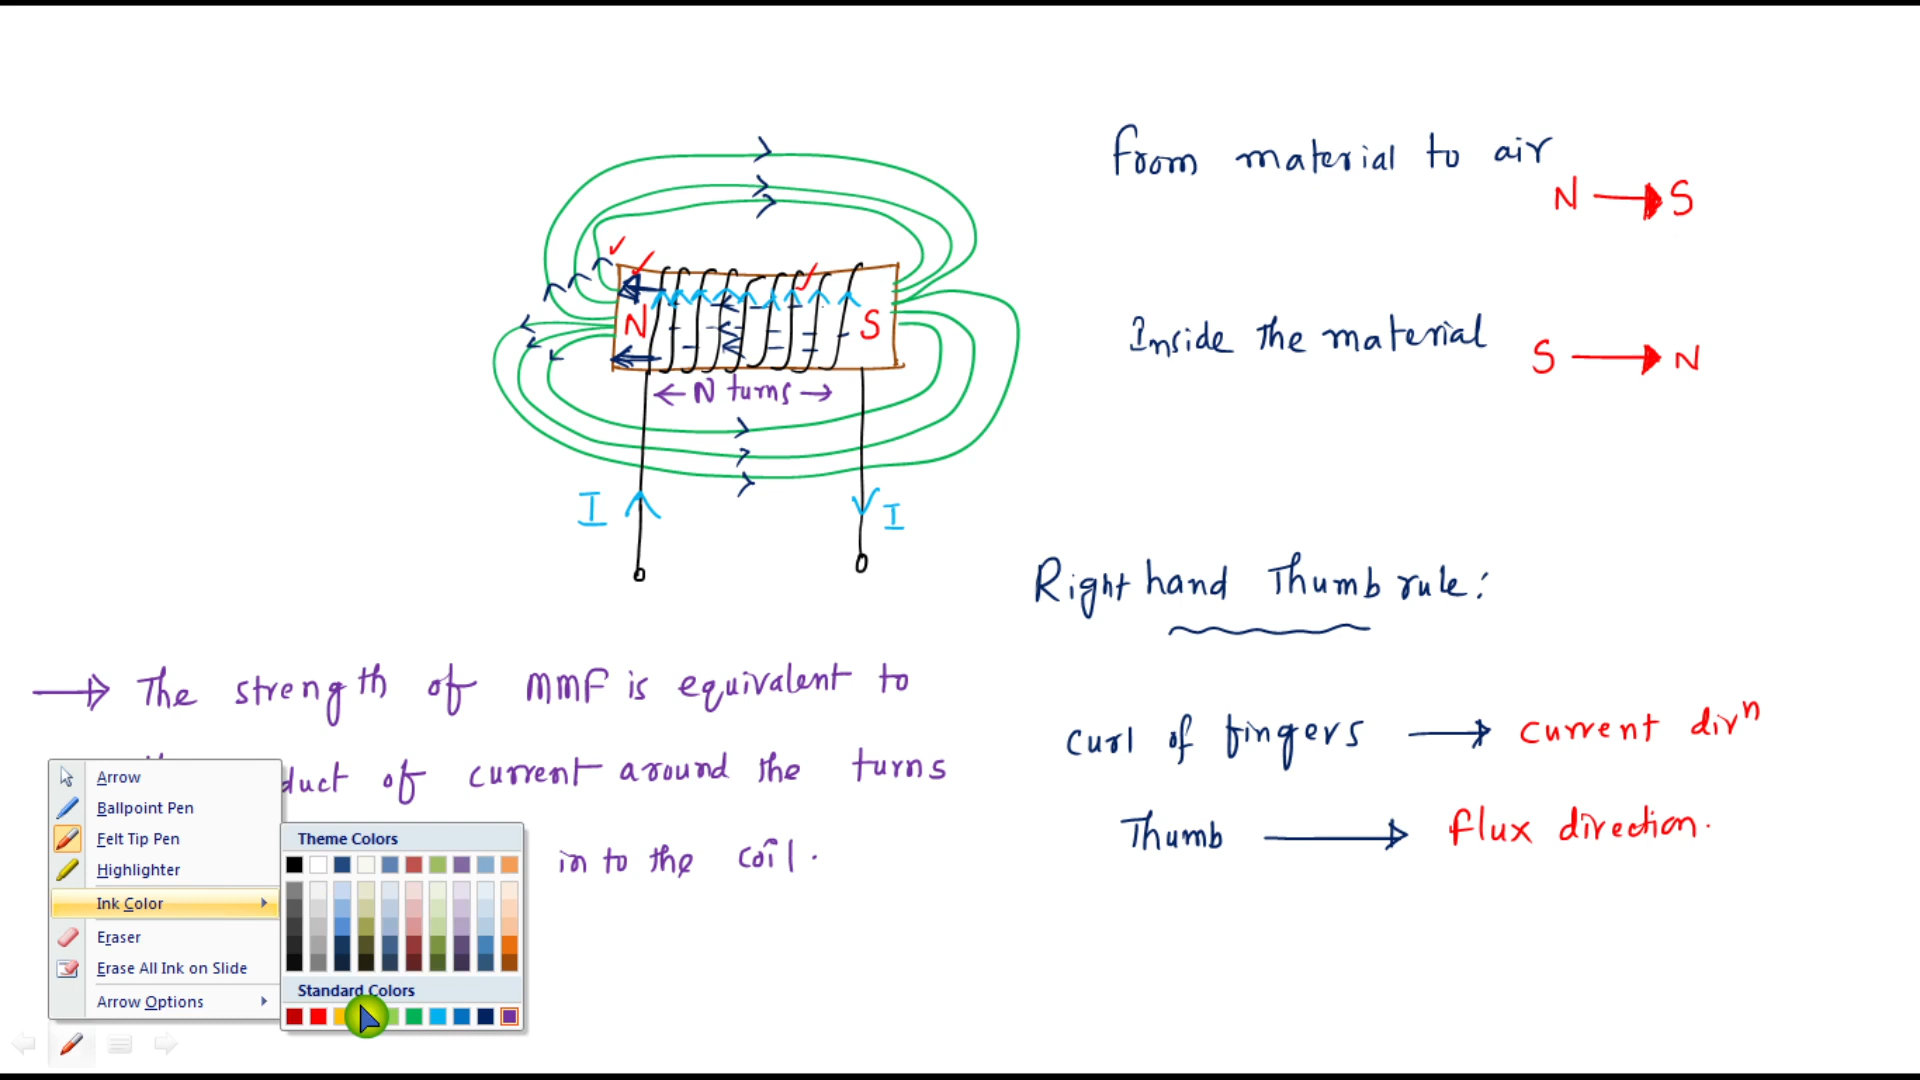 from material to air
N → S
N S
Inside the material S → N
← N turns →
I I
Right hand Thumb rule:
→ The strength of MMF is equivalent to
curl of fingers → current dirⁿ
duct of current around the turns
Thumb → flux direction.
in to the coil.
Arrow
Ballpoint Pen
Felt Tip Pen
Highlighter
Ink Color
Eraser
Erase All Ink on Slide
Arrow Options
Theme Colors
Standard Colors